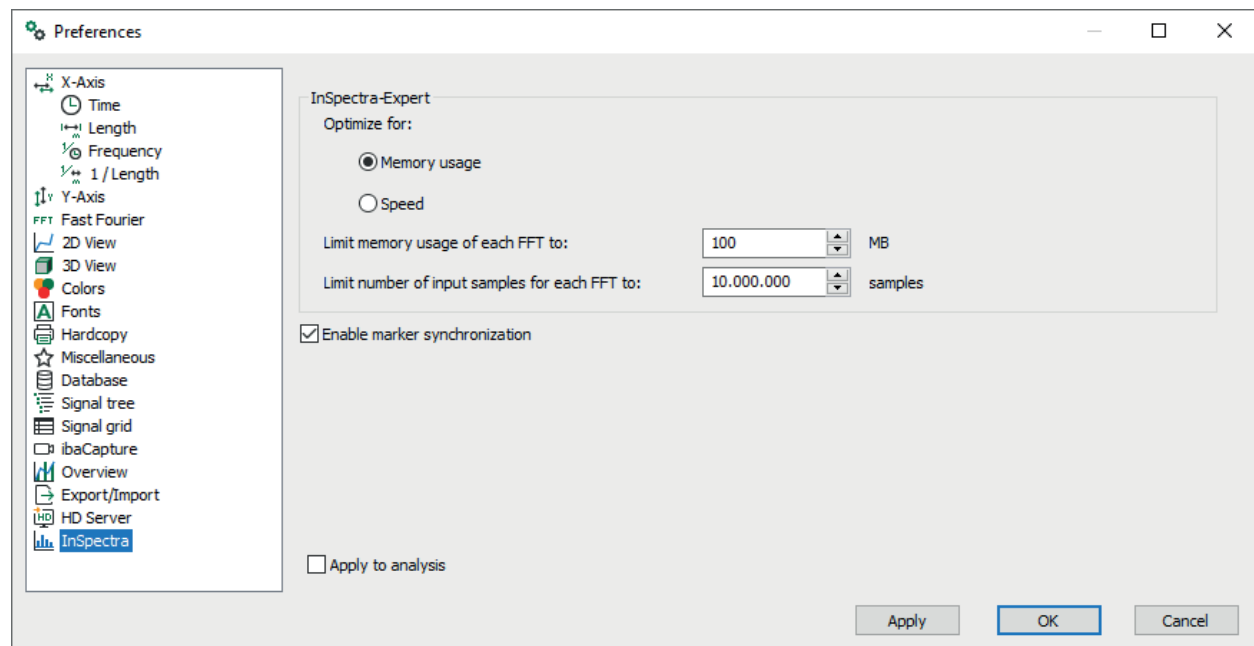 Preferences
X-Axis
Time
Length
Frequency
1 / Length
Y-Axis
FFT Fast Fourier
2D View
3D View
Colors
Fonts
Hardcopy
Miscellaneous
Database
Signal tree
Signal grid
ibaCapture
Overview
Export/Import
HD Server
InSpectra
InSpectra-Expert
Optimize for:
Memory usage
Speed
Limit memory usage of each FFT to: 100 MB
Limit number of input samples for each FFT to: 10.000.000 samples
Enable marker synchronization
Apply to analysis
Apply OK Cancel